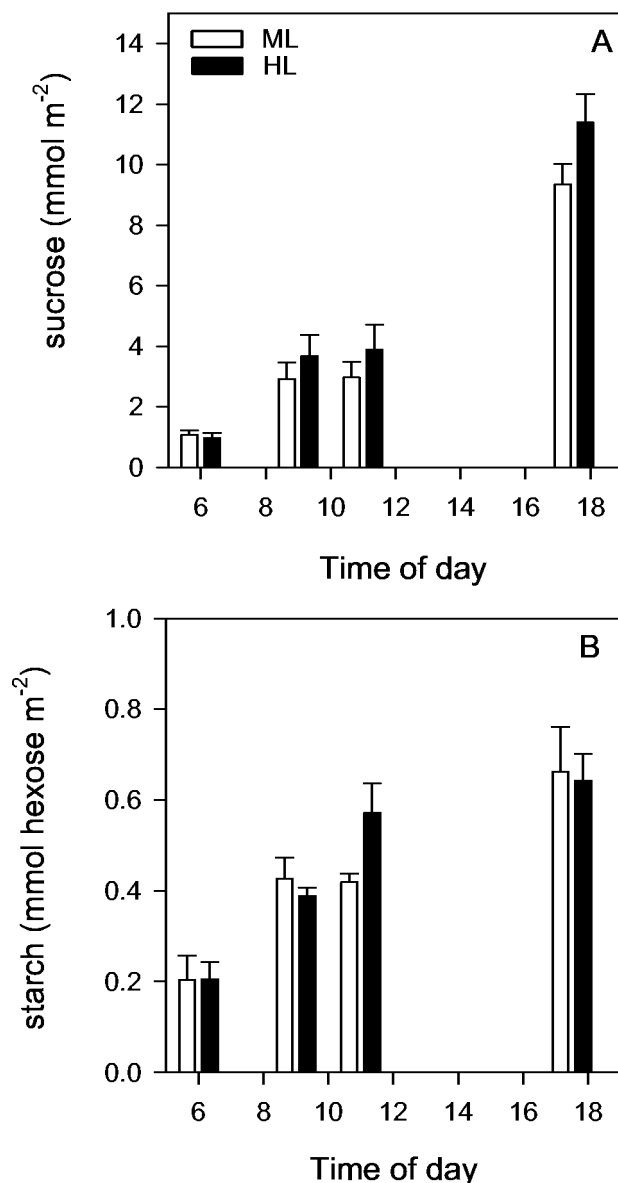 A
ML
HL
sucrose (mmol m⁻²)
14
12
10
8
6
4
2
0
6 8 10 12 14 16 18
Time of day
B
starch (mmol hexose m⁻²)
1.0
0.8
0.6
0.4
0.2
0.0
6 8 10 12 14 16 18
Time of day